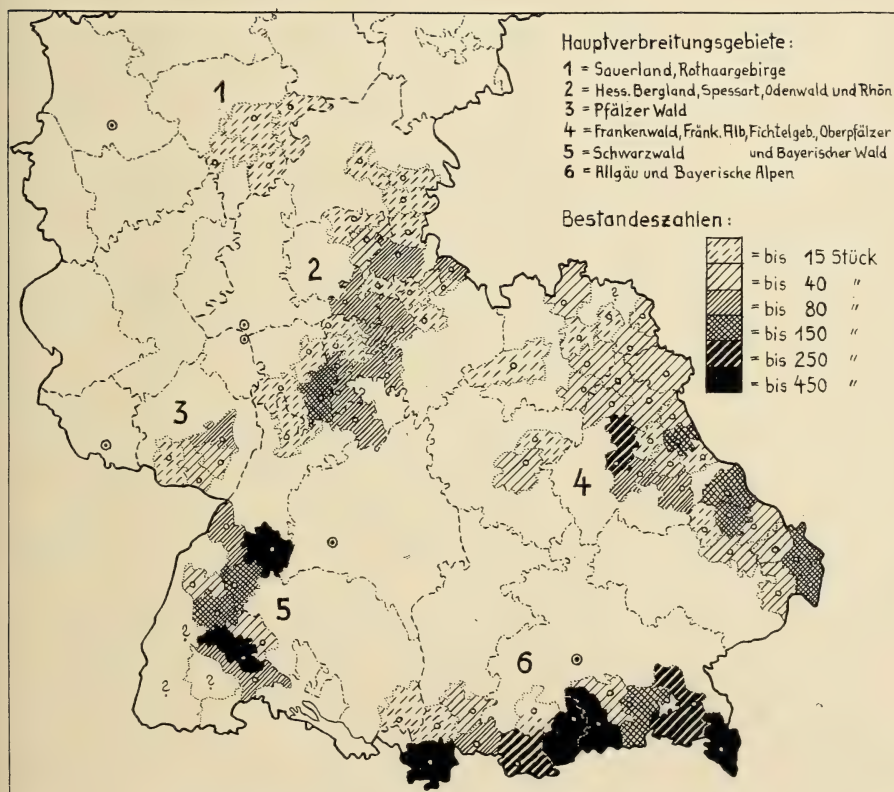 Hauptverbreitungsgebiete:
1 = Sauerland, Rothaargebirge
2 = Hess. Bergland, Spessart, Odenwald und Rhön
3 = Pfälzer Wald
4 = Frankenwald, Fränk. Alb, Fichtelgeb., Oberpfälzer
5 = Schwarzwald und Bayerischer Wald
6 = Allgäu und Bayerische Alpen
Bestandeszahlen:
= bis 15 Stück
= bis 40 "
= bis 80 "
= bis 150 "
= bis 250 "
= bis 450 "
1
2
?
3
4
5
?
? ?
6